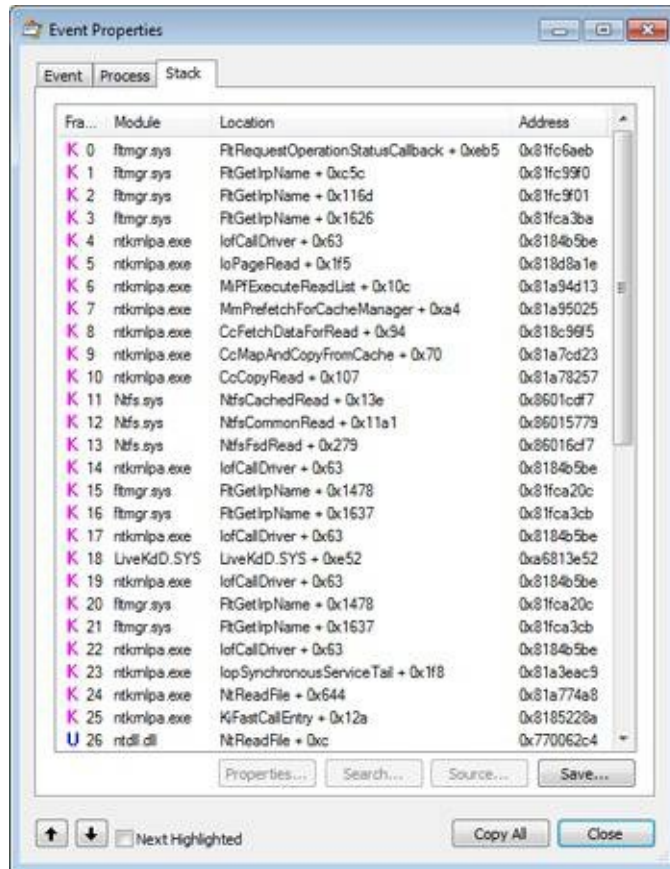 Event Properties
Event Process Stack
Fra... Module Location Address
K 0 fltmgr.sys FltRequestOperationStatusCallback + 0xeb5 0x81fc6aeb
K 1 fltmgr.sys FltGetIrpName + 0xc5c 0x81fc99f0
K 2 fltmgr.sys FltGetIrpName + 0x116d 0x81fc9f01
K 3 fltmgr.sys FltGetIrpName + 0x1626 0x81fca3ba
K 4 ntkrnlpa.exe IofCallDriver + 0x63 0x8184b5be
K 5 ntkrnlpa.exe IoPageRead + 0x1f5 0x818d8a1e
K 6 ntkrnlpa.exe MiPfExecuteReadList + 0x10c 0x81a94d13
K 7 ntkrnlpa.exe MmPrefetchForCacheManager + 0xa4 0x81a95025
K 8 ntkrnlpa.exe CcFetchDataForRead + 0x94 0x818c96f5
K 9 ntkrnlpa.exe CcMapAndCopyFromCache + 0x70 0x81a7cd23
K 10 ntkrnlpa.exe CcCopyRead + 0x107 0x81a78257
K 11 Ntfs.sys NtfsCachedRead + 0x13e 0x8601cdf7
K 12 Ntfs.sys NtfsCommonRead + 0x11a1 0x86015779
K 13 Ntfs.sys NtfsFsdRead + 0x279 0x86016cf7
K 14 ntkrnlpa.exe IofCallDriver + 0x63 0x8184b5be
K 15 fltmgr.sys FltGetIrpName + 0x1478 0x81fca20c
K 16 fltmgr.sys FltGetIrpName + 0x1637 0x81fca3cb
K 17 ntkrnlpa.exe IofCallDriver + 0x63 0x8184b5be
K 18 LiveKdD.SYS LiveKdD.SYS + 0xe52 0xa6813e52
K 19 ntkrnlpa.exe IofCallDriver + 0x63 0x8184b5be
K 20 fltmgr.sys FltGetIrpName + 0x1478 0x81fca20c
K 21 fltmgr.sys FltGetIrpName + 0x1637 0x81fca3cb
K 22 ntkrnlpa.exe IofCallDriver + 0x63 0x8184b5be
K 23 ntkrnlpa.exe IopSynchronousServiceTail + 0x1f8 0x81a3eac9
K 24 ntkrnlpa.exe NtReadFile + 0x644 0x81a774a8
K 25 ntkrnlpa.exe KiFastCallEntry + 0x12a 0x8185228a
U 26 ntdll.dll NtReadFile + 0xc 0x770062c4
Properties... Search... Source... Save...
Next Highlighted Copy All Close